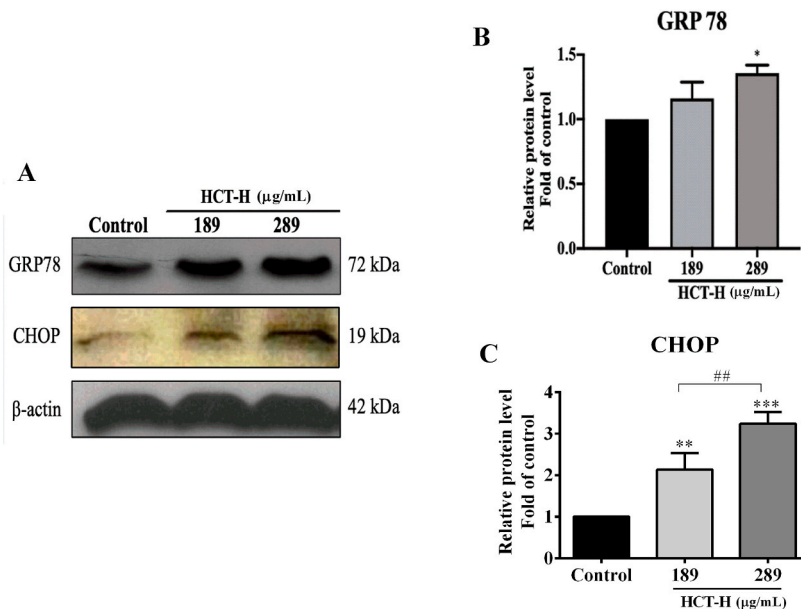 A
HCT-H (μg/mL)
Control 189 289
GRP78 72 kDa
CHOP 19 kDa
β-actin 42 kDa
B
GRP 78
Relative protein level
Fold of control
1.5
1.0
0.5
0.0
*
Control 189 289
HCT-H (μg/mL)
C
CHOP
Relative protein level
Fold of control
4
3
2
1
0
##
**
***
Control 189 289
HCT-H (μg/mL)